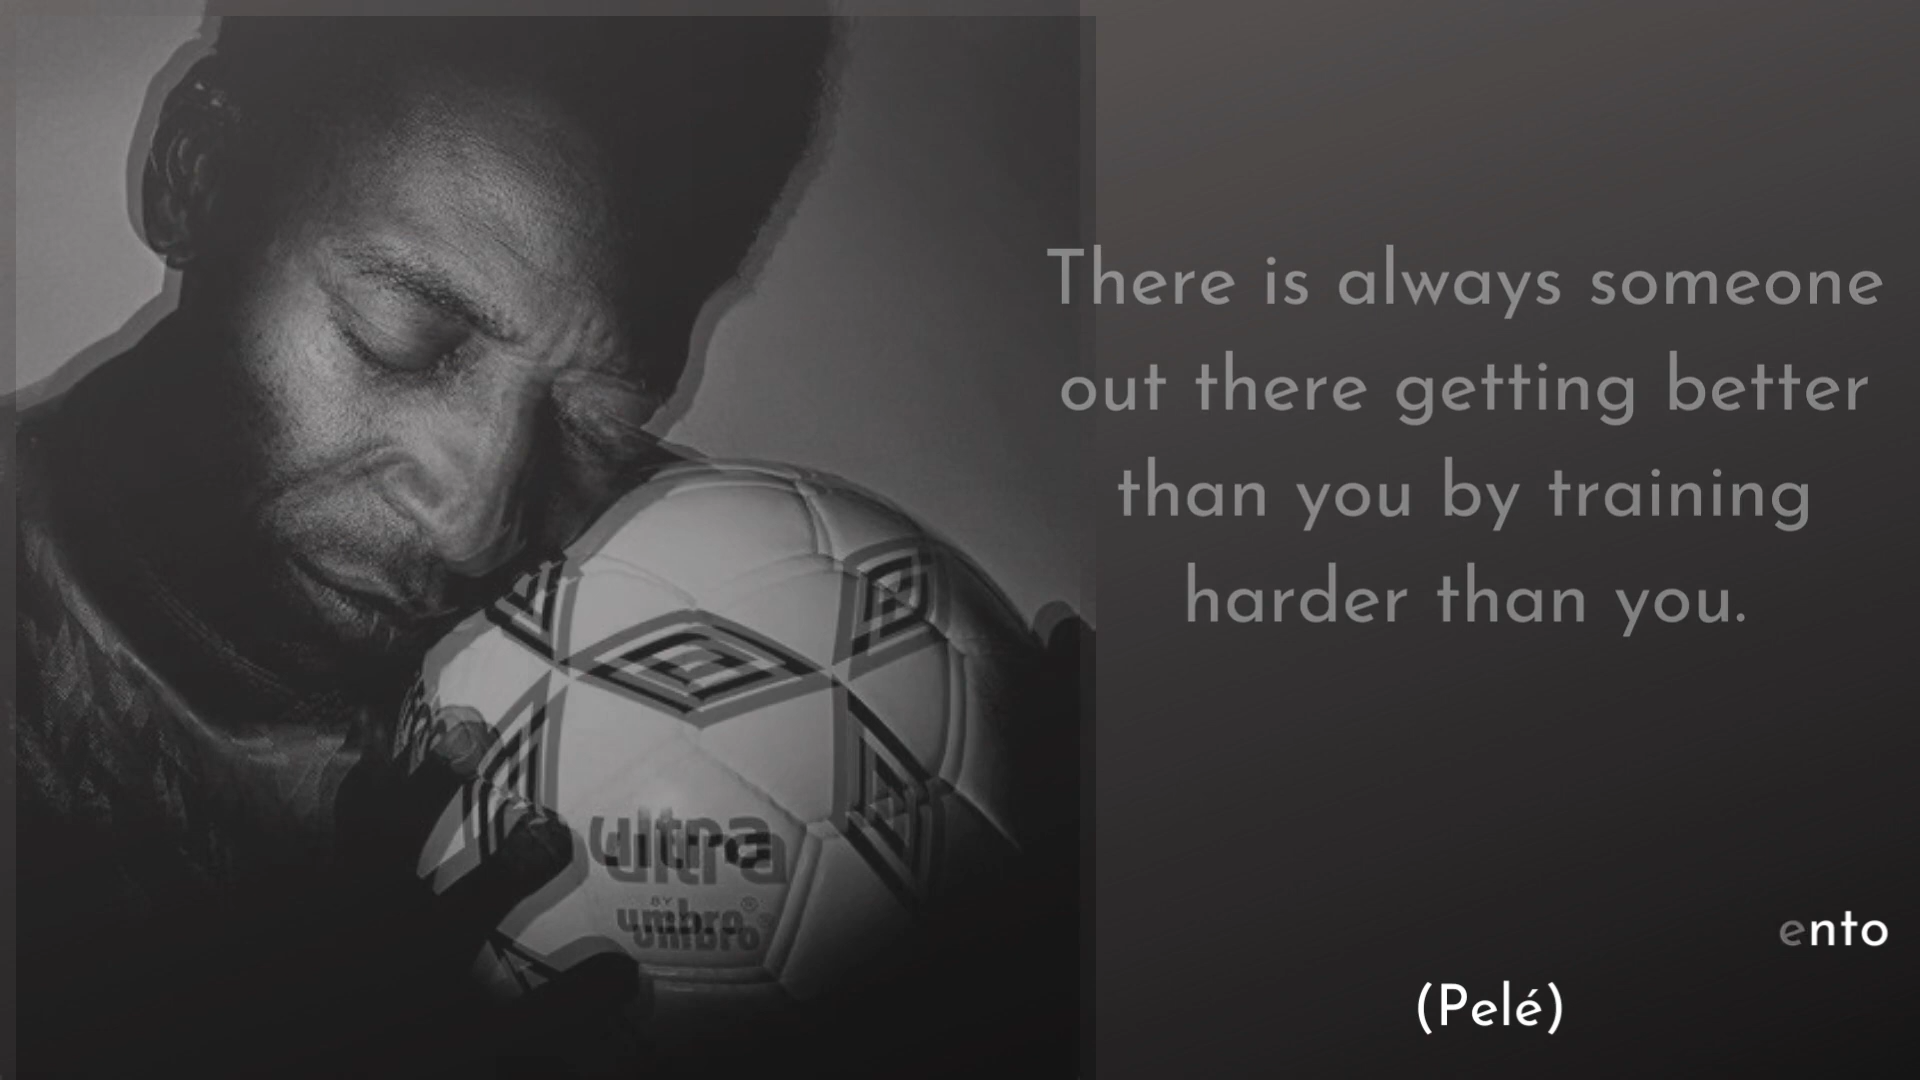 There is always someone
out there getting better
than you by training
harder than you.
ento
(Pelé)
ultra
BY
umbro